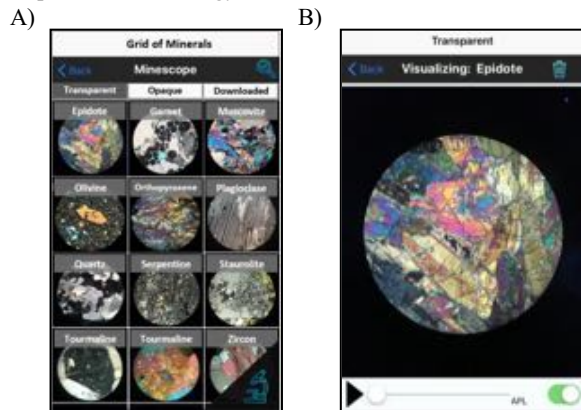 A)
Grid of Minerals
Back Minescope
Transparent Opaque Downloaded
Epidote Garnet Muscovite
Olivine Orthopyroxene Plagioclase
Quartz Serpentine Staurolite
Tourmaline Tourmaline Zircon
B)
Transparent
Back Visualizing: Epidote
APL